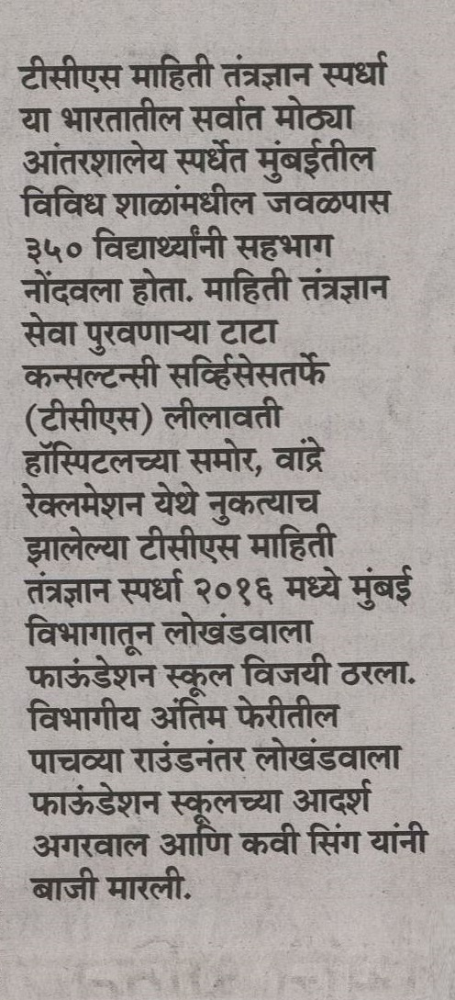 टीसीएस माहिती तंत्रज्ञान स्पर्धा
या भारतातील सर्वात मोठ्या
आंतरशालेय स्पर्धेत मुंबईतील
विविध शाळांमधील जवळपास
३५० विद्यार्थ्यांनी सहभाग
नोंदवला होता. माहिती तंत्रज्ञान
सेवा पुरवणाऱ्या टाटा
कन्सल्टन्सी सर्व्हिसेसतर्फे
(टीसीएस) लीलावती
हॉस्पिटलच्या समोर, वांद्रे
रेक्लमेशन येथे नुकत्याच
झालेल्या टीसीएस माहिती
तंत्रज्ञान स्पर्धा २०१६ मध्ये मुंबई
विभागातून लोखंडवाला
फाऊंडेशन स्कूल विजयी ठरला.
विभागीय अंतिम फेरीतील
पाचव्या राउंडनंतर लोखंडवाला
फाऊंडेशन स्कूलच्या आदर्श
अगरवाल आणि कवी सिंग यांनी
बाजी मारली.